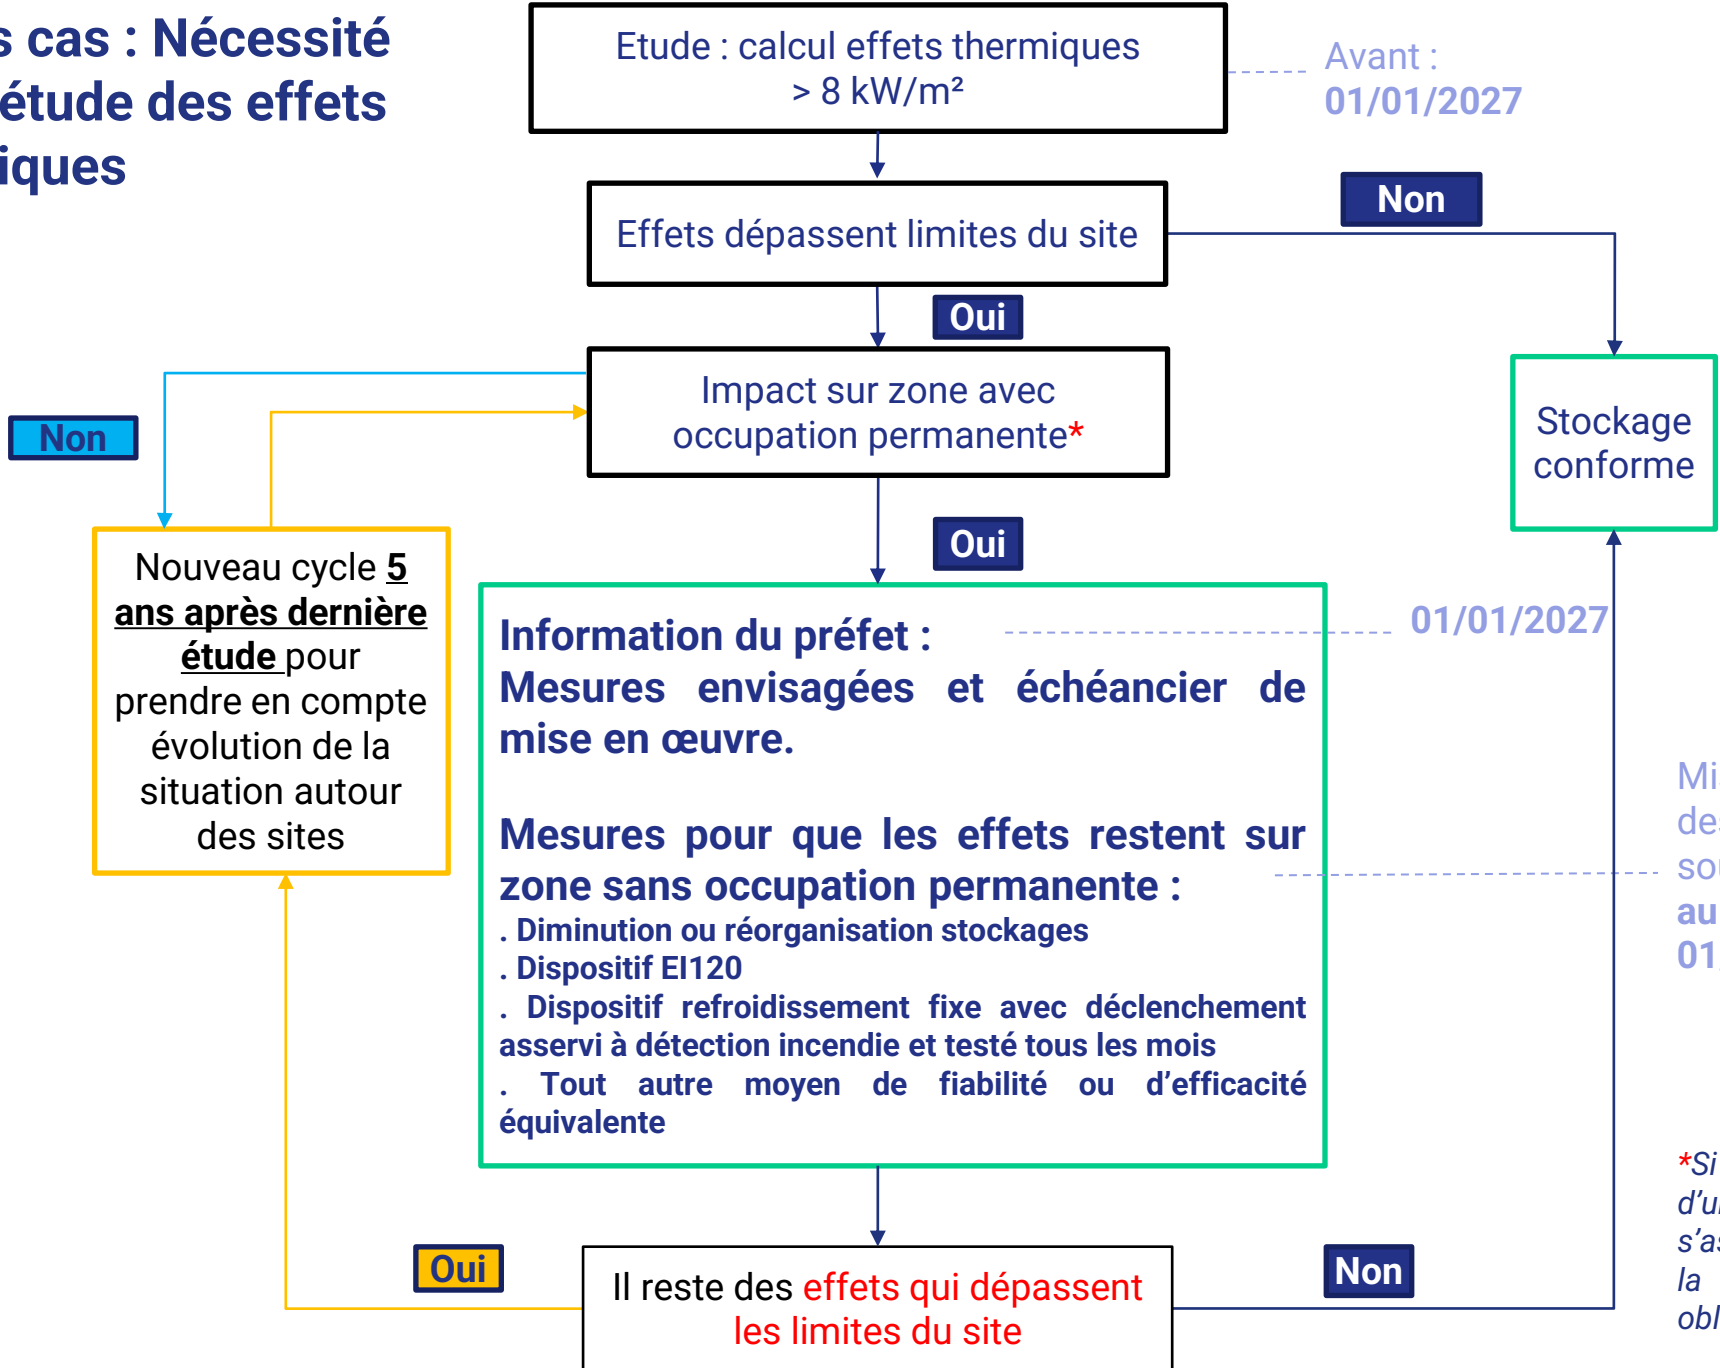 cas : Nécessité
étude des effets
Etude : calcul effets thermiques
> 8 kW/m²
Avant :
01/01/2027
Effets dépassent limites du site
Non
Oui
Impact sur zone avec
occupation permanente*
Non
Stockage
conforme
Oui
Nouveau cycle 5
ans après dernière
étude pour
prendre en compte
évolution de la
situation autour
des sites
Information du préfet :
01/01/2027
Mesures envisagées et échéancier de
mise en œuvre.
Mesures pour que les effets restent sur
zone sans occupation permanente :
. Diminution ou réorganisation stockages
. Dispositif EI120
. Dispositif refroidissement fixe avec déclenchement
asservi à détection incendie et testé tous les mois
. Tout autre moyen de fiabilité ou d’efficacité
équivalente
au
*Si
la
Oui
Il reste des effets qui dépassent
les limites du site
Non